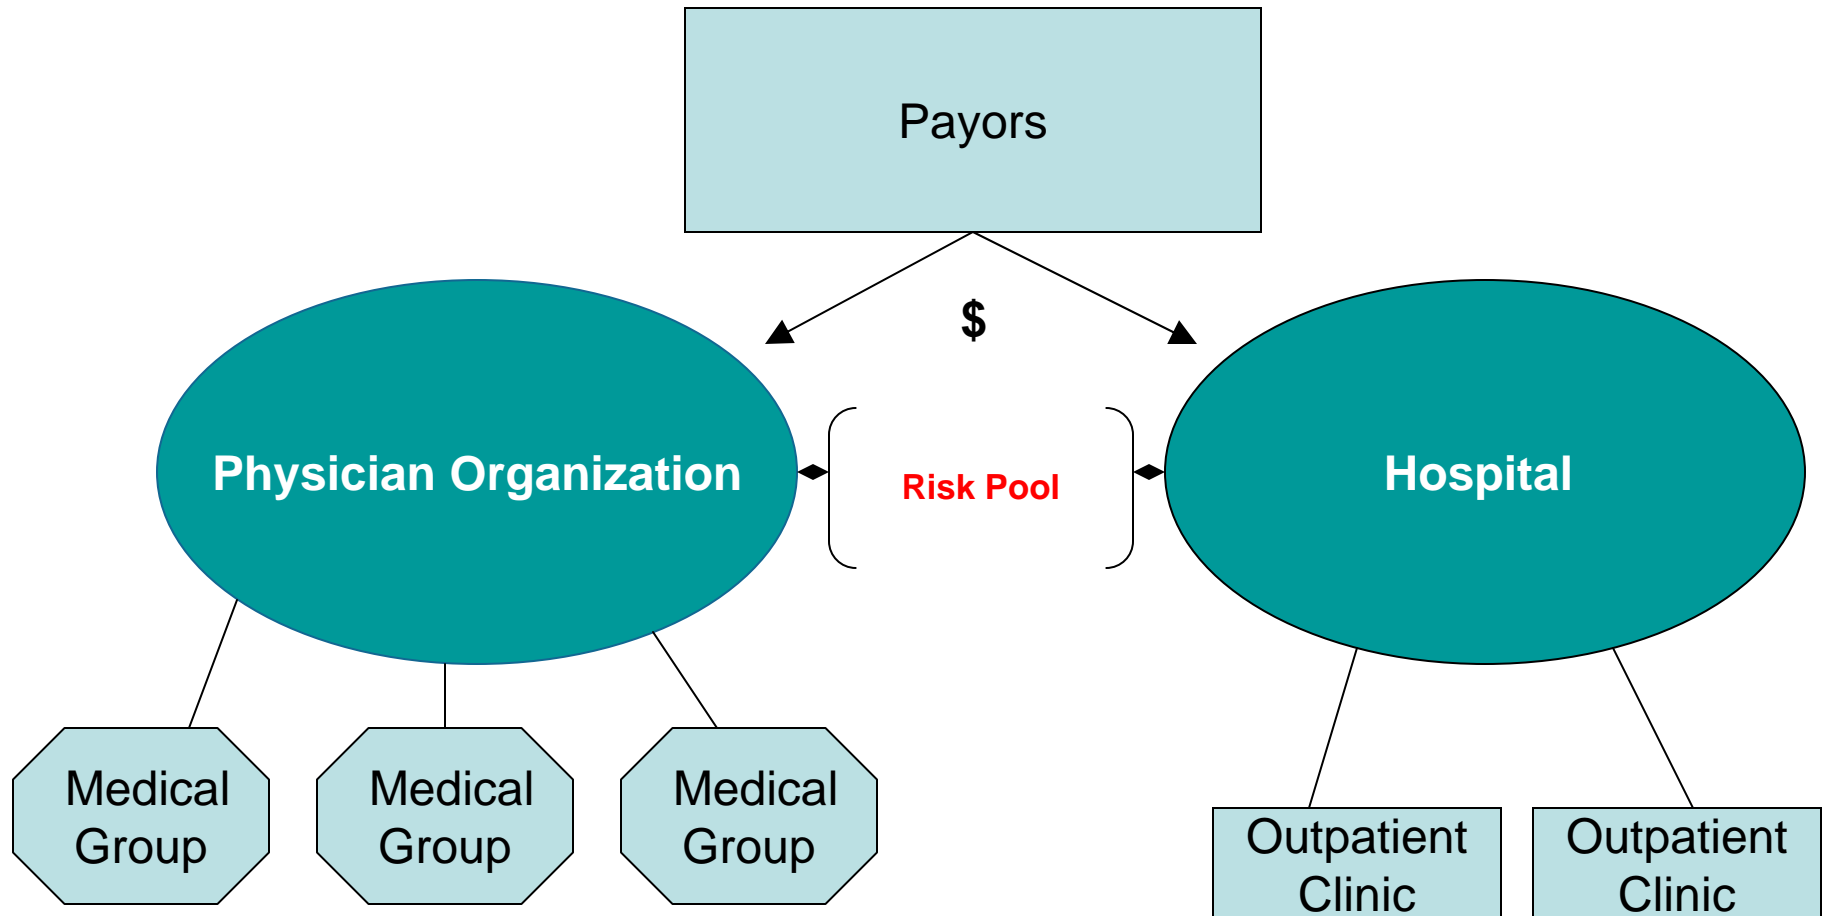 Payors
$
Physician Organization
Risk Pool
Hospital
Medical
Group
Medical
Group
Medical
Group
Outpatient
Clinic
Outpatient
Clinic